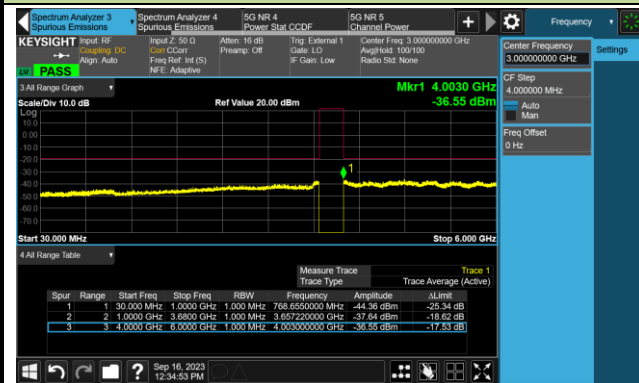 Spectrum Analyzer 3
Spurious Emissions
Spectrum Analyzer 4
Spurious Emissions
5G NR 4
Power Stat CCDF
5G NR 5
Channel Power
Frequency
KEYSIGHT
Input: RF
Coupling: DC
Align: Auto
Input Z: 50 Ω
Corr CCorr
Freq Ref: Int (S)
NFE: Adaptive
Atten: 16 dB
Preamp: Off
Trig: External 1
Gate: LO
IF Gain: Low
Center Freq: 3.000000000 GHz
Avg|Hold: 100/100
Radio Std: None
PASS
Center Frequency
3.000000000 GHz
Settings
CF Step
4.000000 MHz
Auto
Man
Freq Offset
0 Hz
3 All Range Graph
Mkr1 4.0030 GHz
Scale/Div 10.0 dB
Ref Value 20.00 dBm
-36.55 dBm
Log
10.0
0.00
-10.0
-20.0
-30.0
-40.0
-50.0
-60.0
-70.0
1
Start 30.000 MHz
Stop 6.000 GHz
4 All Range Table
Measure Trace Trace 1
Trace Type Trace Average (Active)
Spur Range Start Freq Stop Freq RBW Frequency Amplitude ΔLimit
1 1 30.000 MHz 1.0000 GHz 1.000 MHz 768.6550000 MHz -44.36 dBm -25.34 dB
2 2 1.0000 GHz 3.6800 GHz 1.000 MHz 3.657220000 GHz -37.64 dBm -18.62 dB
3 3 4.0000 GHz 6.0000 GHz 1.000 MHz 4.003000000 GHz -36.55 dBm -17.53 dB
Sep 16, 2023
12:34:53 PM